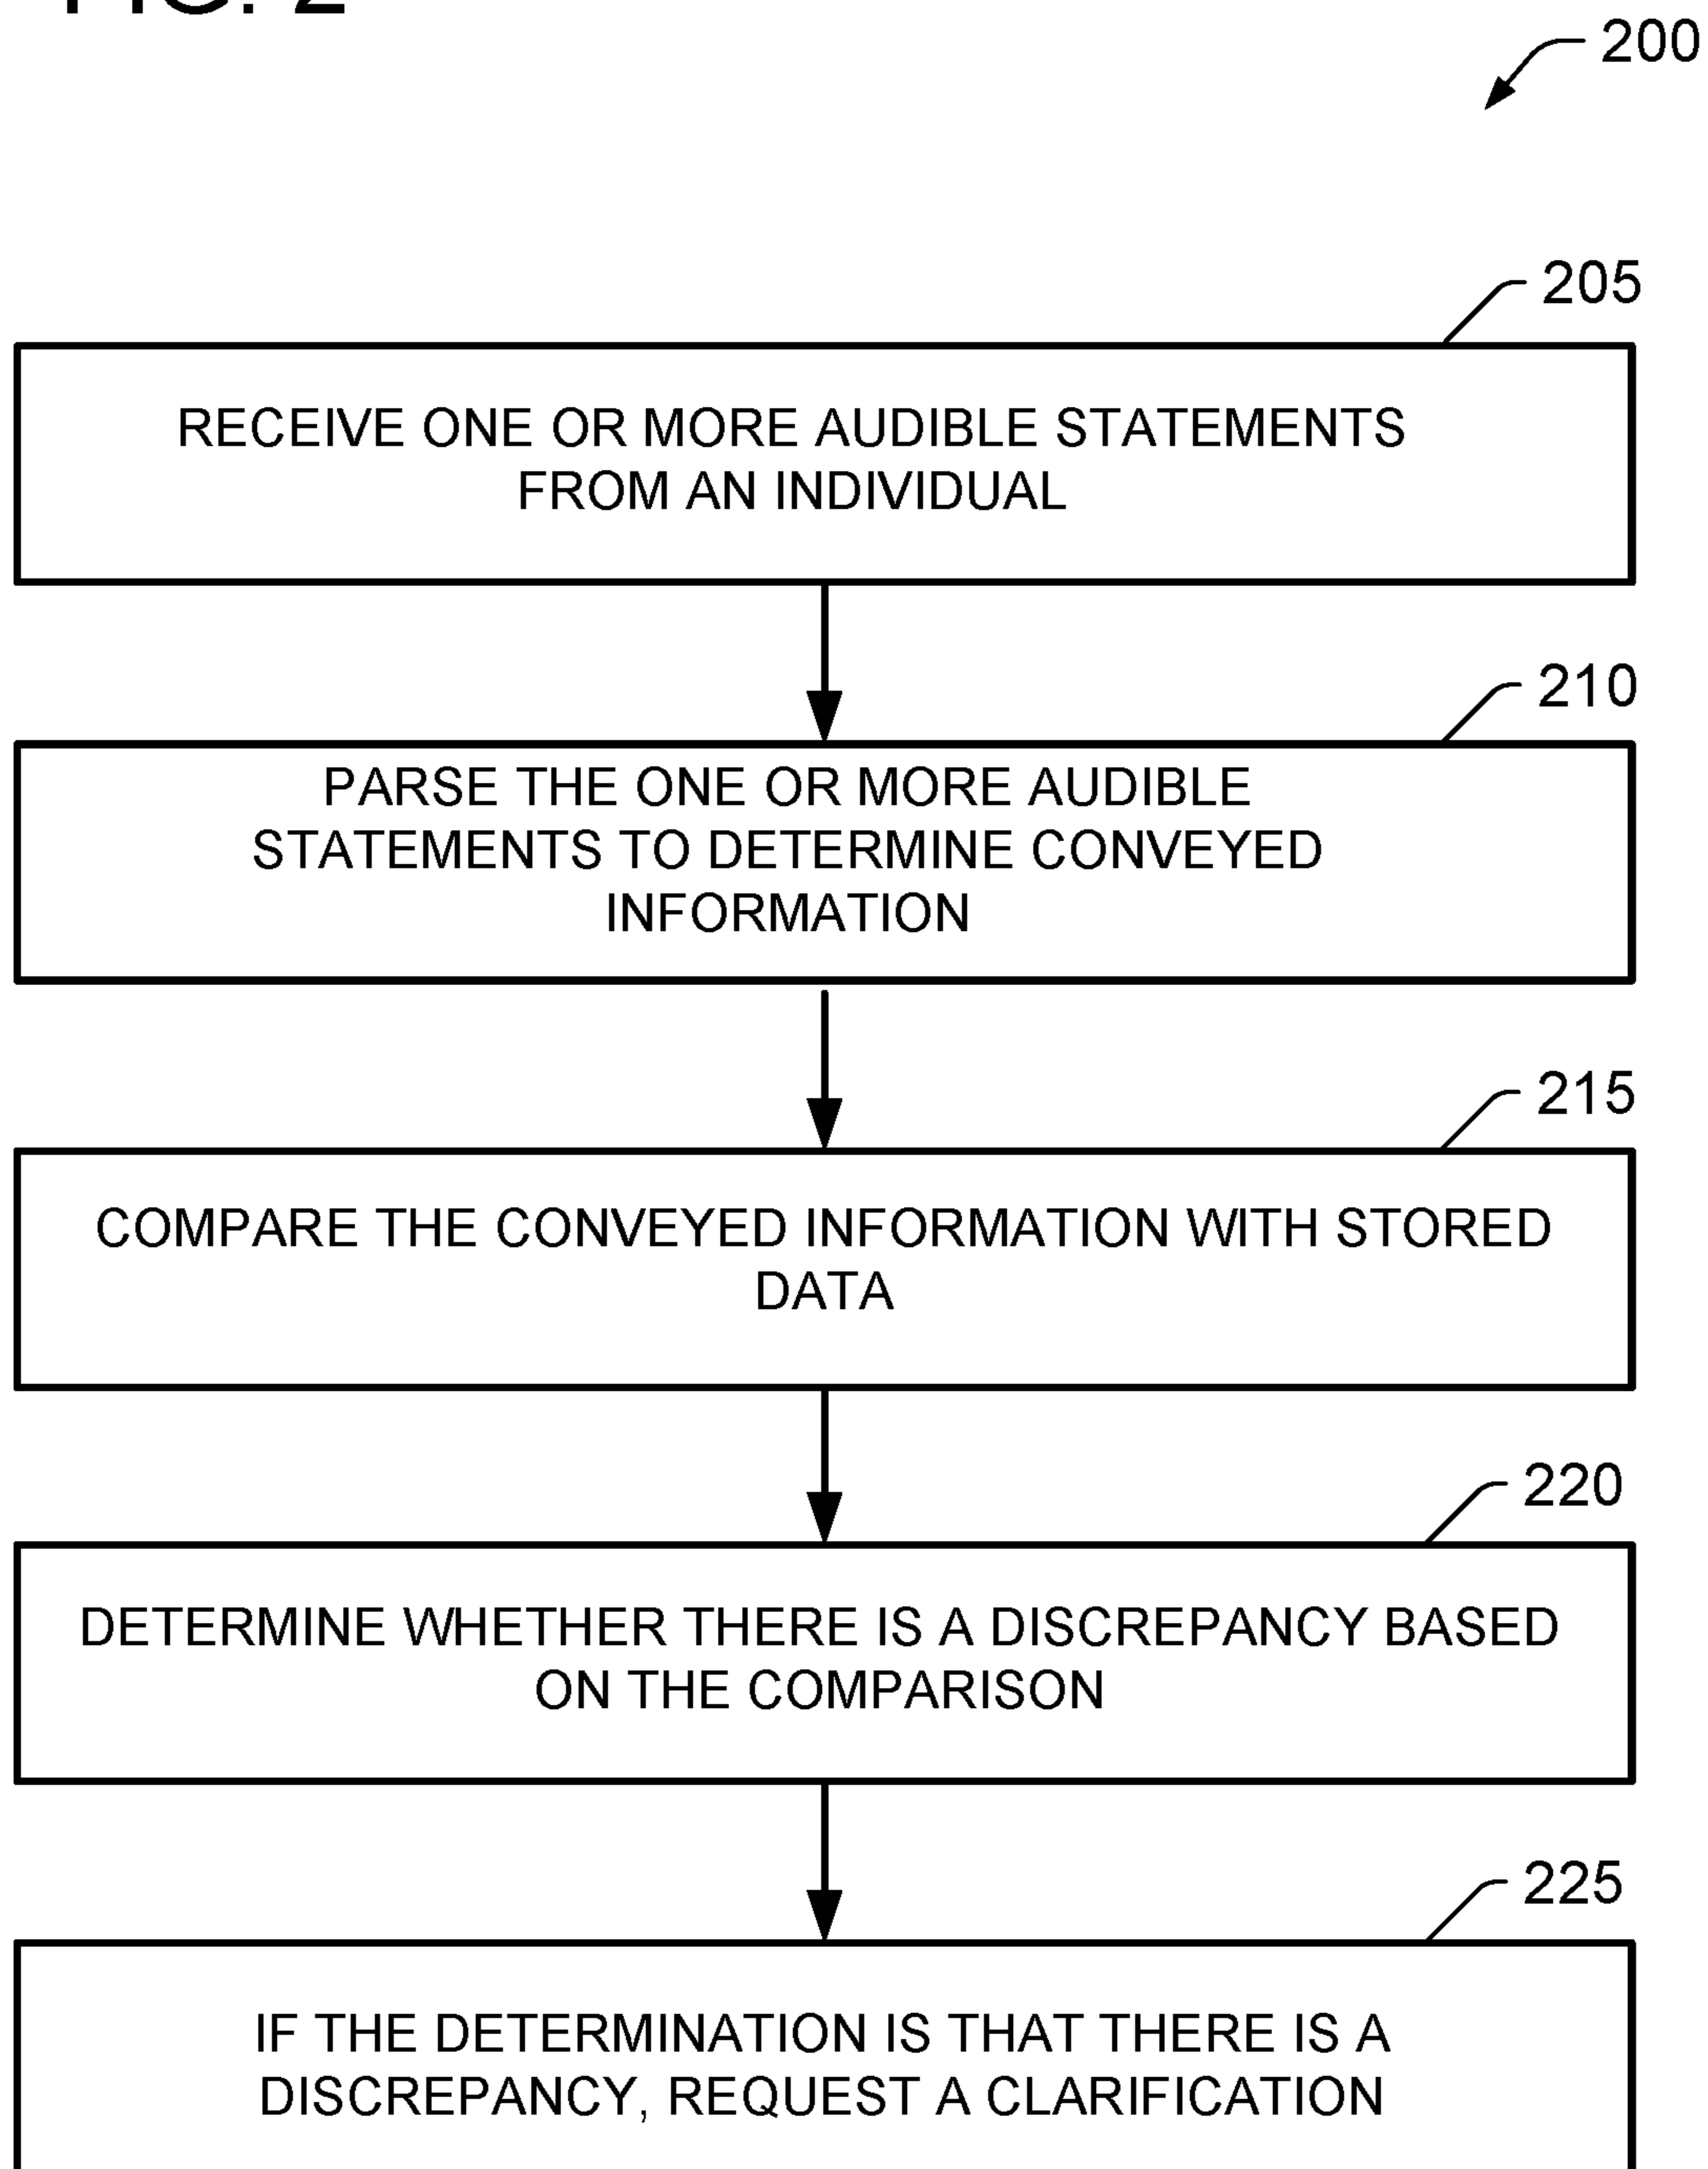 FIG. 2
200
205
RECEIVE ONE OR MORE AUDIBLE STATEMENTS
FROM AN INDIVIDUAL
210
PARSE THE ONE OR MORE AUDIBLE
STATEMENTS TO DETERMINE CONVEYED
INFORMATION
215
COMPARE THE CONVEYED INFORMATION WITH STORED
DATA
220
DETERMINE WHETHER THERE IS A DISCREPANCY BASED
ON THE COMPARISON
225
IF THE DETERMINATION IS THAT THERE IS A
DISCREPANCY, REQUEST A CLARIFICATION